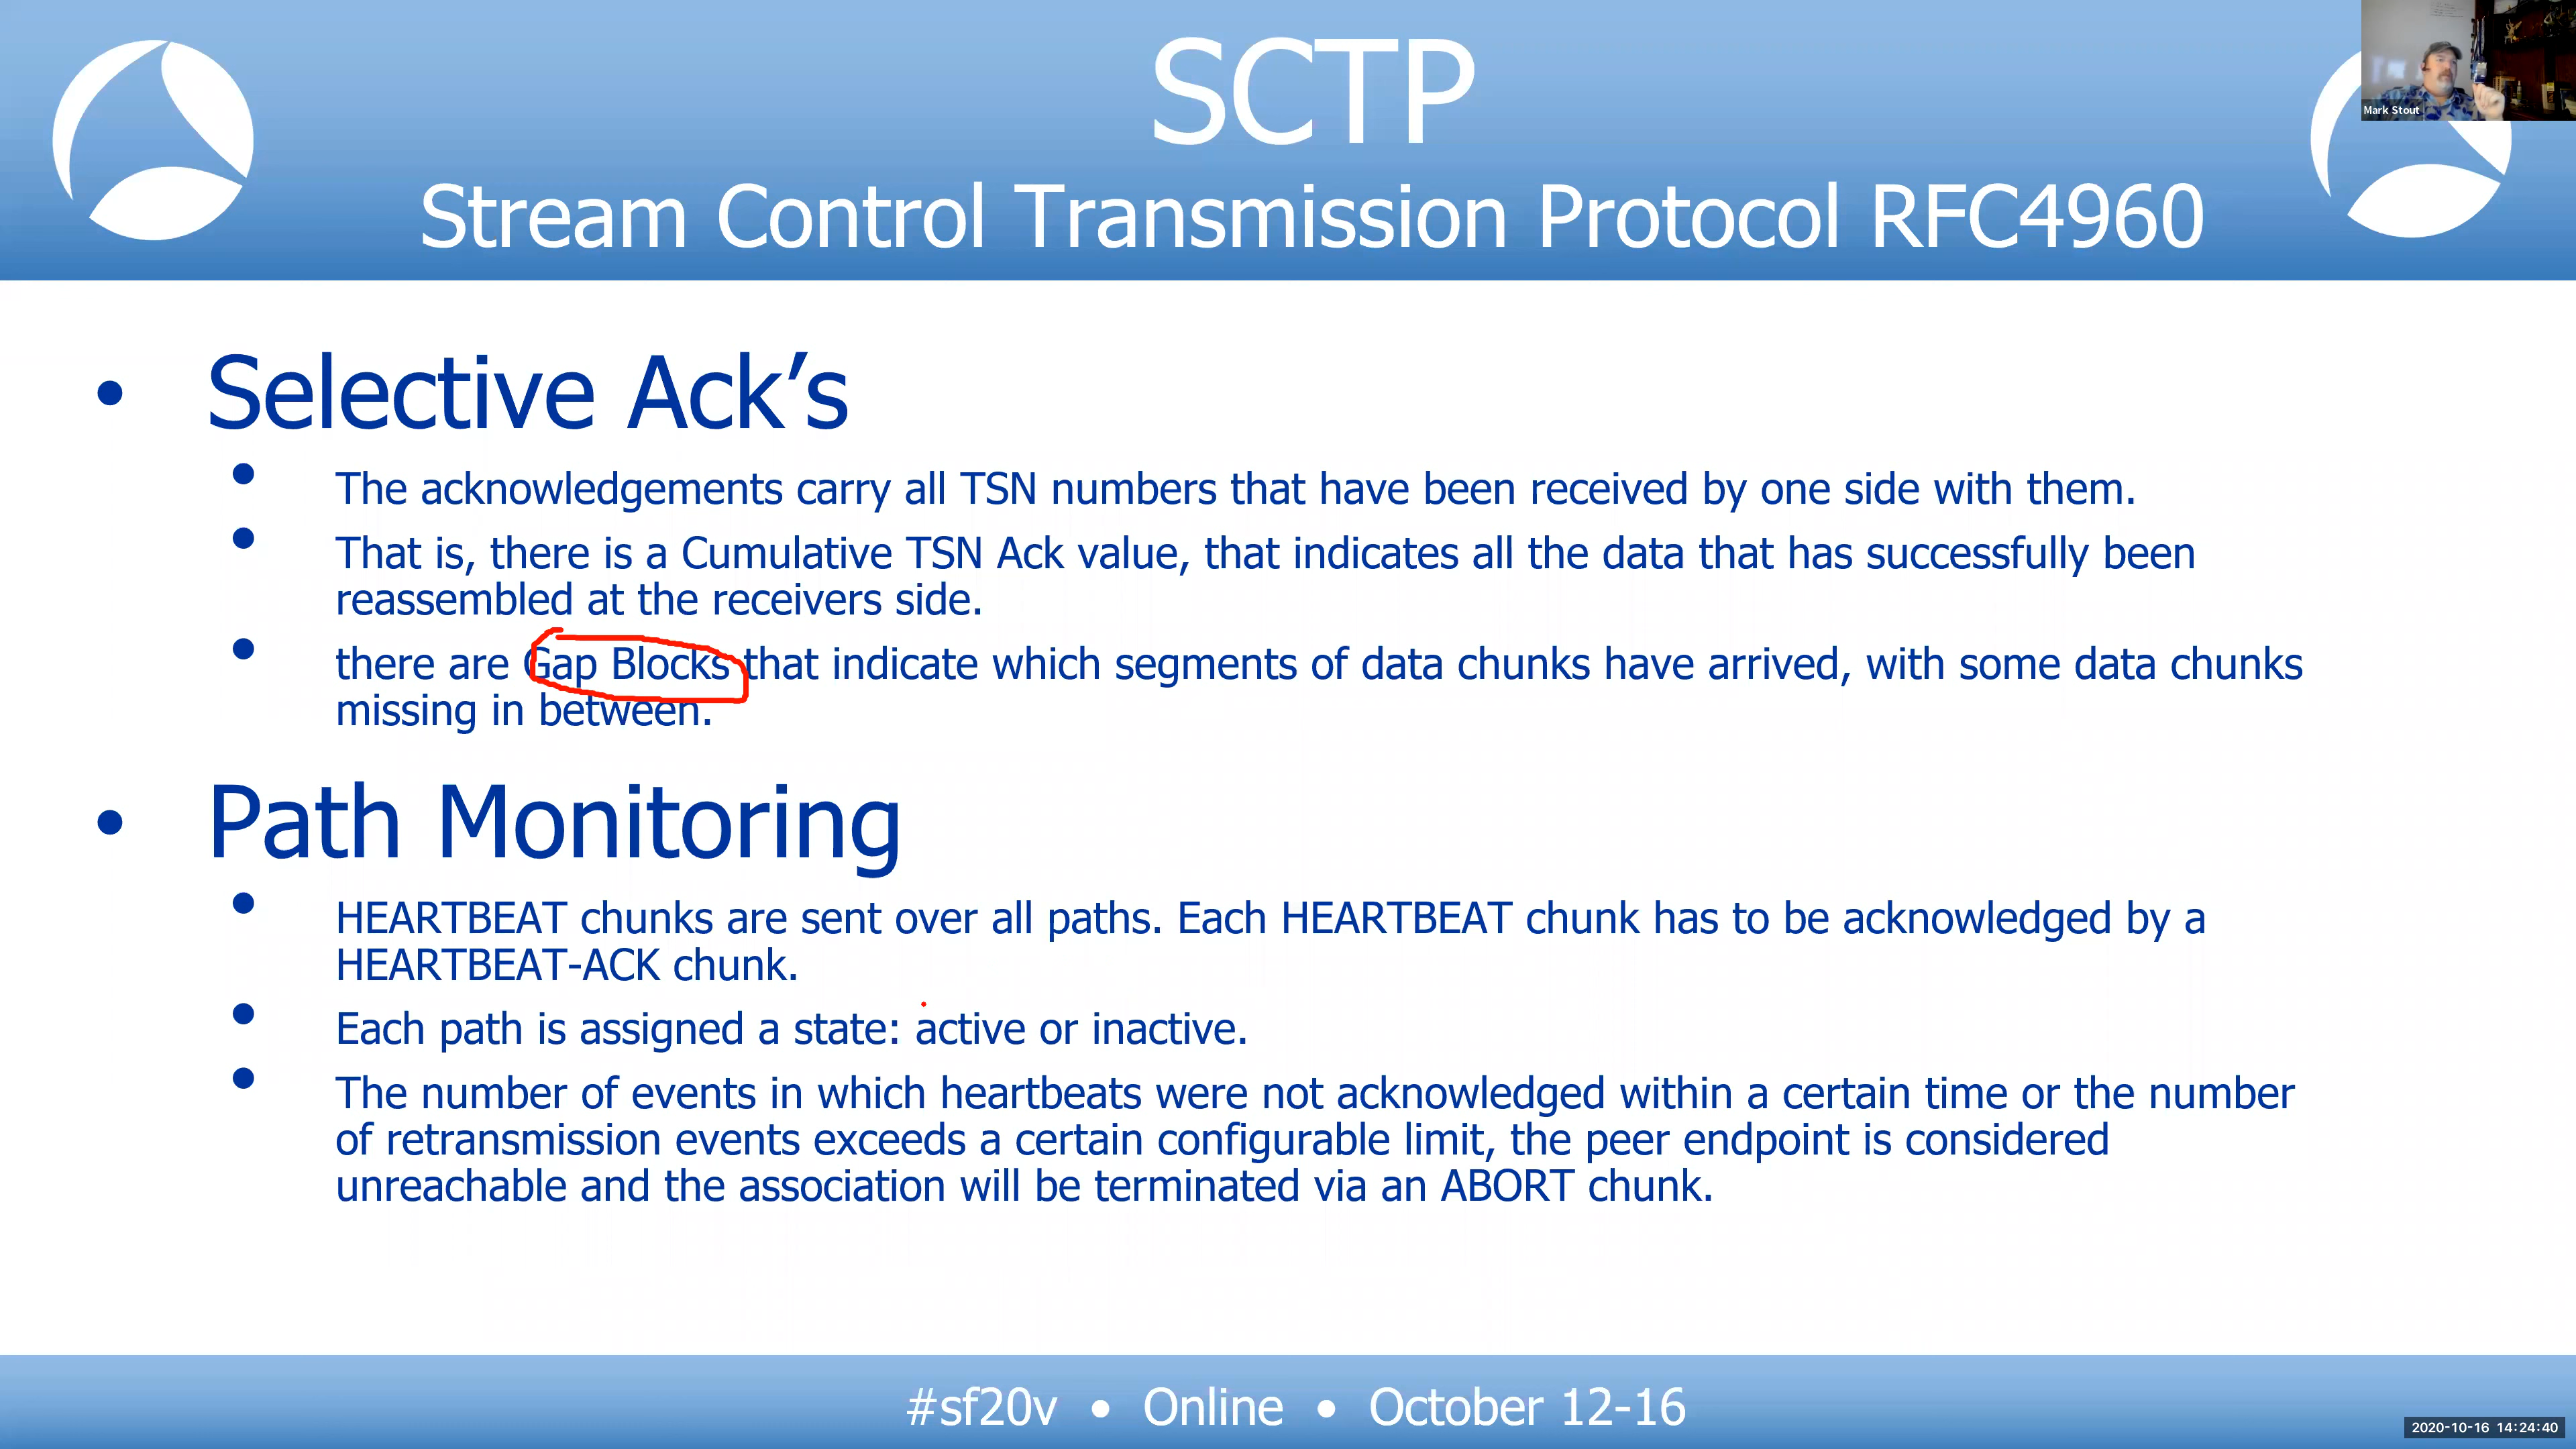 SCTP
Stream Control Transmission Protocol RFC4960
Mark Stout
• Selective Ack’s
• The acknowledgements carry all TSN numbers that have been received by one side with them.
• That is, there is a Cumulative TSN Ack value, that indicates all the data that has successfully been
reassembled at the receivers side.
• there are Gap Blocks that indicate which segments of data chunks have arrived, with some data chunks
missing in between.
• Path Monitoring
• HEARTBEAT chunks are sent over all paths. Each HEARTBEAT chunk has to be acknowledged by a
HEARTBEAT-ACK chunk.
• Each path is assigned a state: active or inactive.
• The number of events in which heartbeats were not acknowledged within a certain time or the number
of retransmission events exceeds a certain configurable limit, the peer endpoint is considered
unreachable and the association will be terminated via an ABORT chunk.
#sf20v • Online • October 12-16
2020-10-16 14:24:40